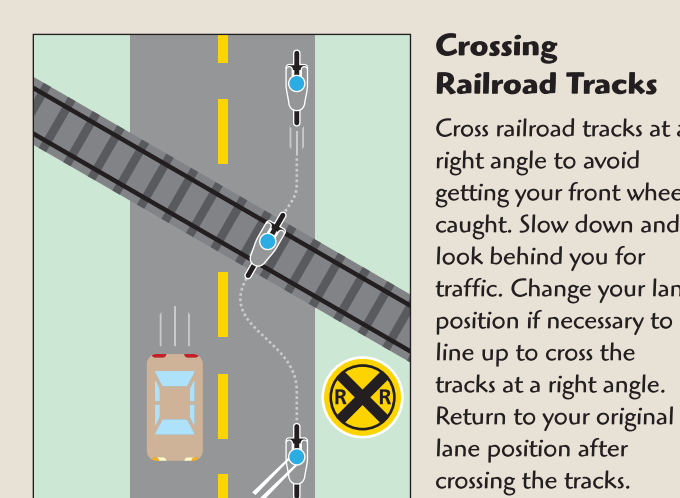 Crossing
Railroad Tracks
Cross railroad tracks at a
right angle to avoid
getting your front
caught. Slow down and
look behind you for
traffic. Change your
position if necessary to
line up to cross the
tracks at a right angle.
Return to your original
lane position after
crossing the tracks.
R R